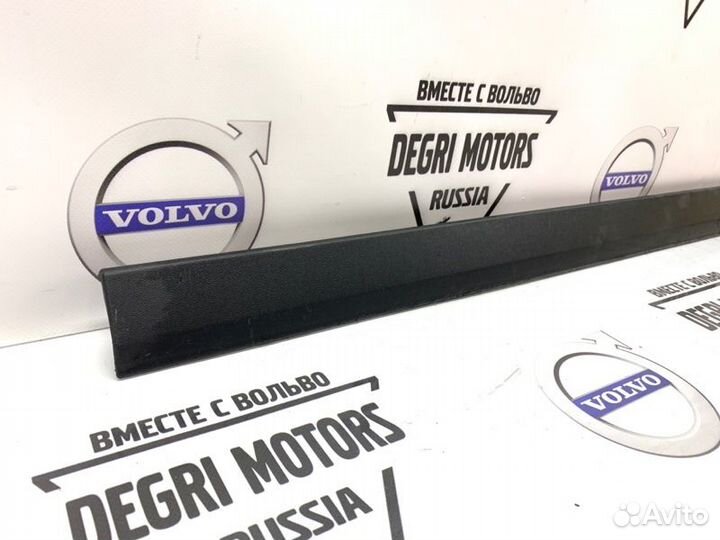 ВМЕСТЕ С ВОЛЬВО
DEGRI MOTORS
RUSSIA
VOLVO
VOLVO
VOLVO
ВМЕСТЕ С ВОЛЬВО
DEGRI MOTORS
RUSSIA
Avito